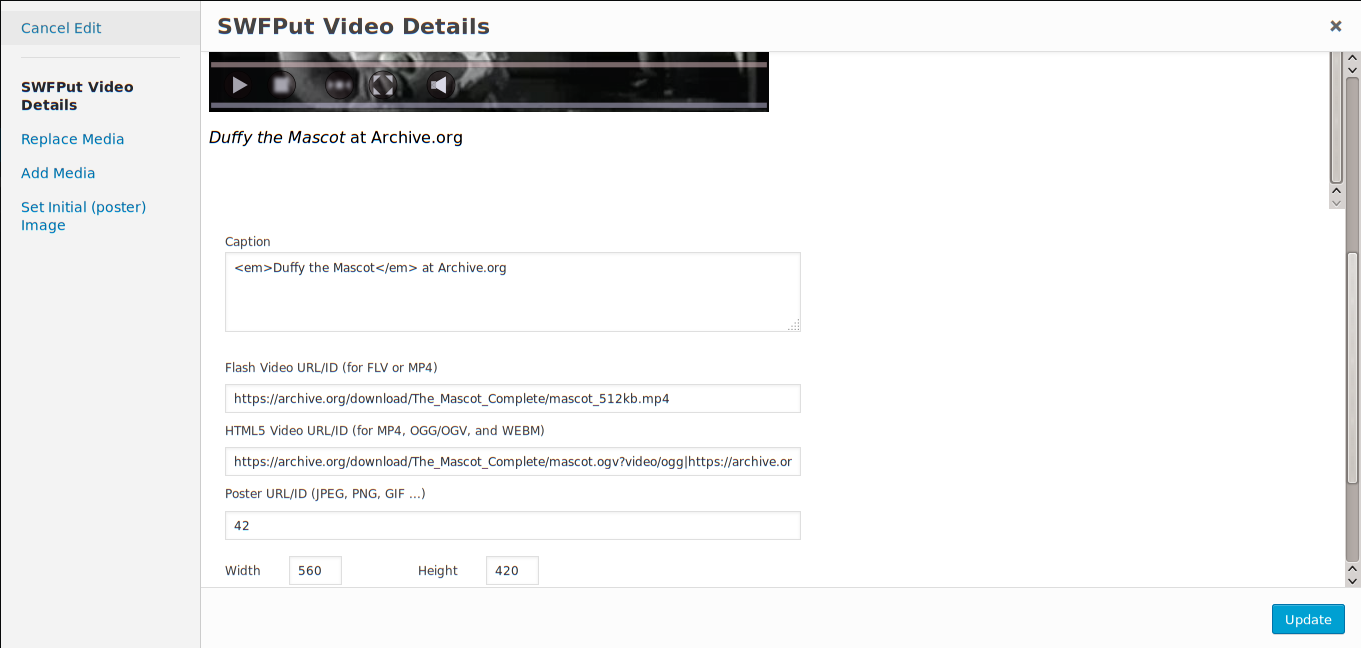 Cancel Edit
SWFPut Video Details
Replace Media
Add Media
Set Initial (poster)
Image
SWFPut Video Details
Duffy the Mascot at Archive.org
Caption
<em>Duffy the Mascot</em> at Archive.org
Flash Video URL/ID (for FLV or MP4)
https://archive.org/download/The_Mascot_Complete/mascot_512kb.mp4
HTML5 Video URL/ID (for MP4, OGG/OGV, and WEBM)
https://archive.org/download/The_Mascot_Complete/mascot.ogv?video/ogg|https://archive.or
Poster URL/ID (JPEG, PNG, GIF ...)
42
Width 560 Height 420
Update